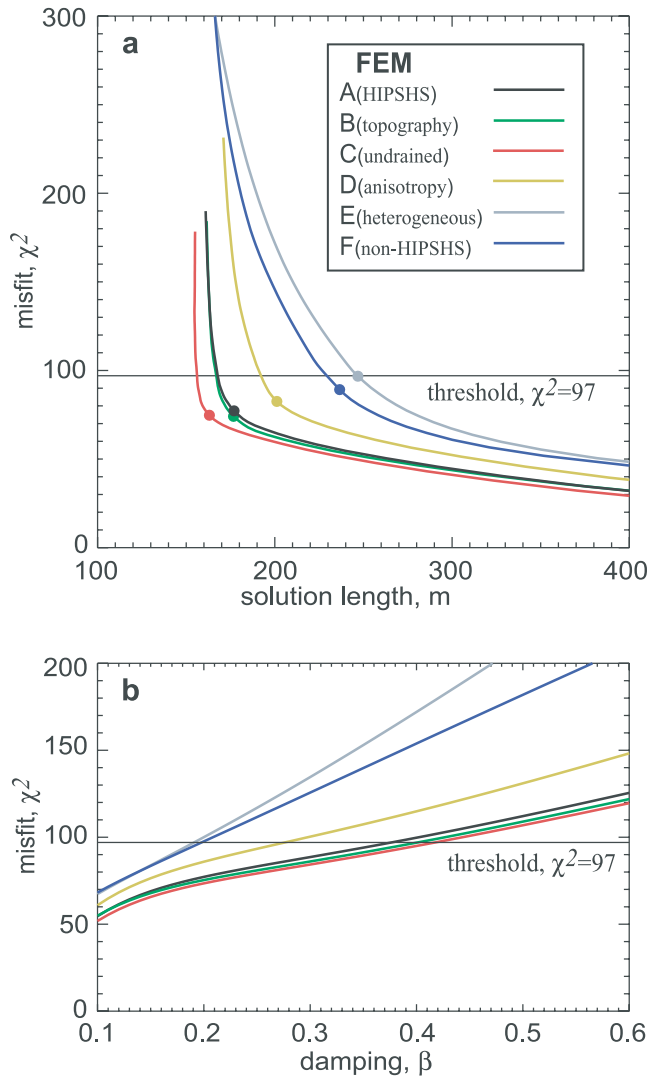 a
300
200
100
0
misfit, χ²
FEM
A(HIPSHS)
B(topography)
C(undrained)
D(anisotropy)
E(heterogeneous)
F(non-HIPSHS)
threshold, χ²=97
100 200 300 400
solution length, m
b
200
150
100
50
0
misfit, χ²
threshold, χ²=97
0.1 0.2 0.3 0.4 0.5 0.6
damping, β